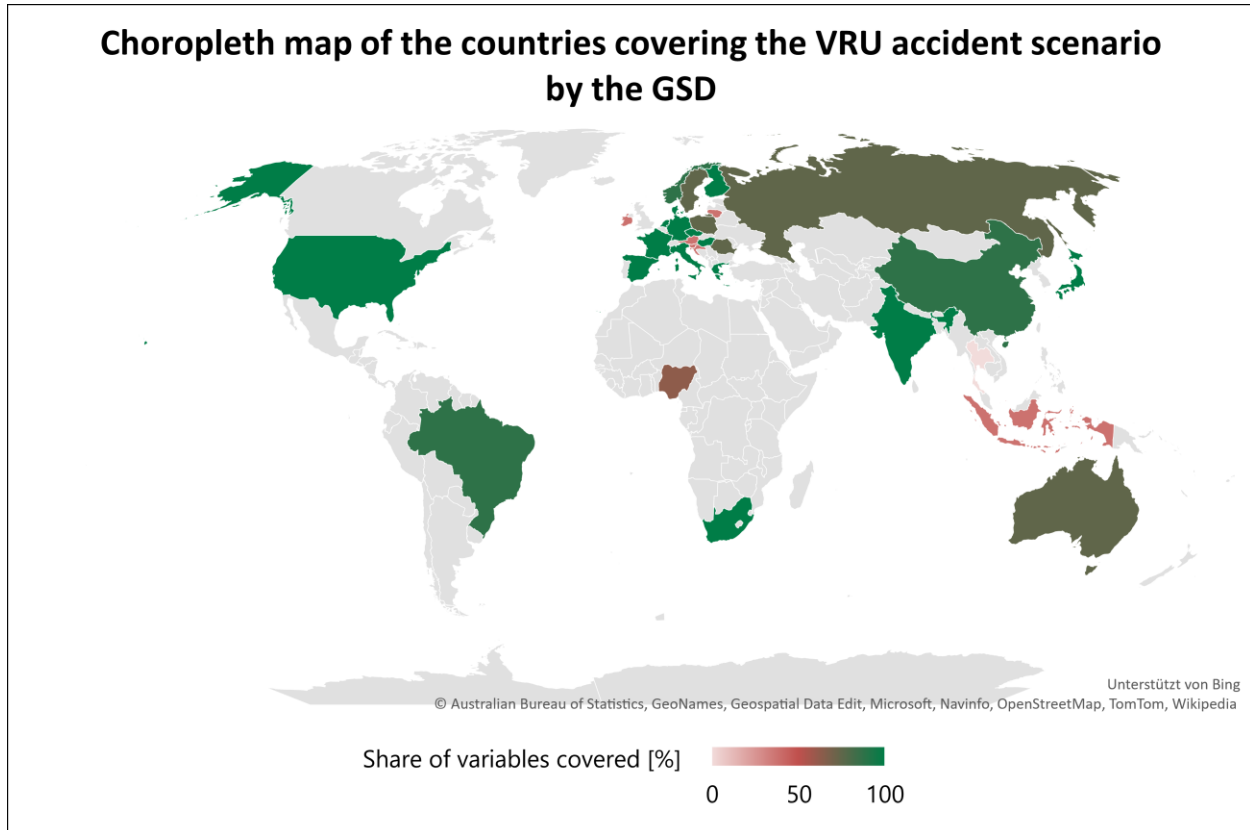 Choropleth map of the countries covering the VRU accident scenario
by the GSD
Unterstützt von Bing
© Australian Bureau of Statistics, GeoNames, Geospatial Data Edit, Microsoft, Navinfo, OpenStreetMap, TomTom, Wikipedia
Share of variables covered [%]
0 50 100